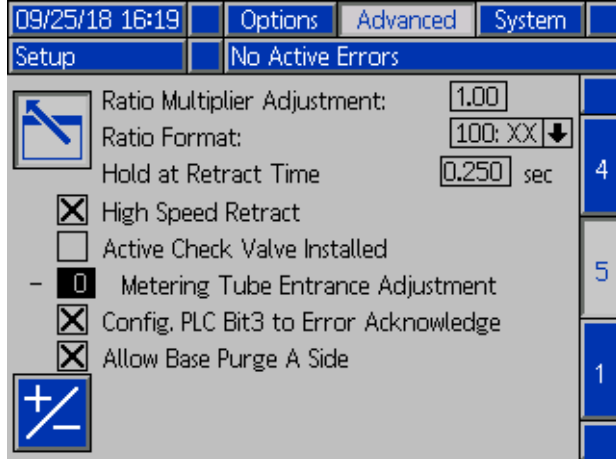 09/25/18 16:19 Options Advanced System
Setup No Active Errors
Ratio Multiplier Adjustment: 1.00
Ratio Format: 100: XX
Hold at Retract Time 0.250 sec
4
High Speed Retract
Active Check Valve Installed
5
- 0 Metering Tube Entrance Adjustment
Config. PLC Bit3 to Error Acknowledge
Allow Base Purge A Side
1
+/-